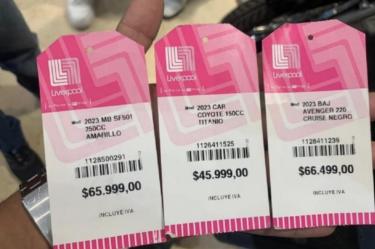 Liverpool
2023 MB SF501
250CC
AMARILLO
1128500291
$65.999,00
INCLUYE IVA
Liverpool
2023 CAR
COYOTE 150CC
TITANIO
1126411525
$45.999,00
INCLUYE IVA
Liverpool
2023 BAJ
AVENGER 220
CRUISE NEGRO
1128411239
$66.499,00
INCLUYE IVA